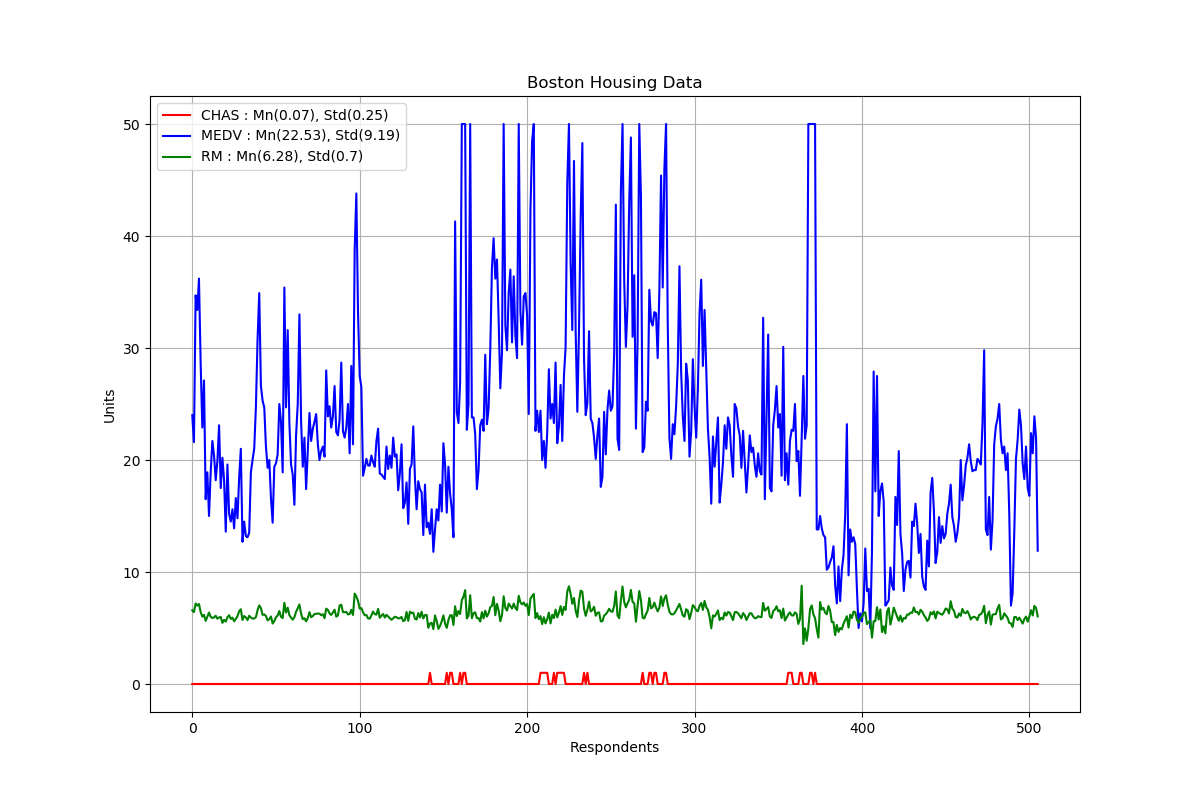 Boston Housing Data
CHAS : Mn(0.07), Std(0.25)
MEDV : Mn(22.53), Std(9.19)
RM : Mn(6.28), Std(0.7)
50
40
30
20
10
0
Units
0 100 200 300 400 500
Respondents